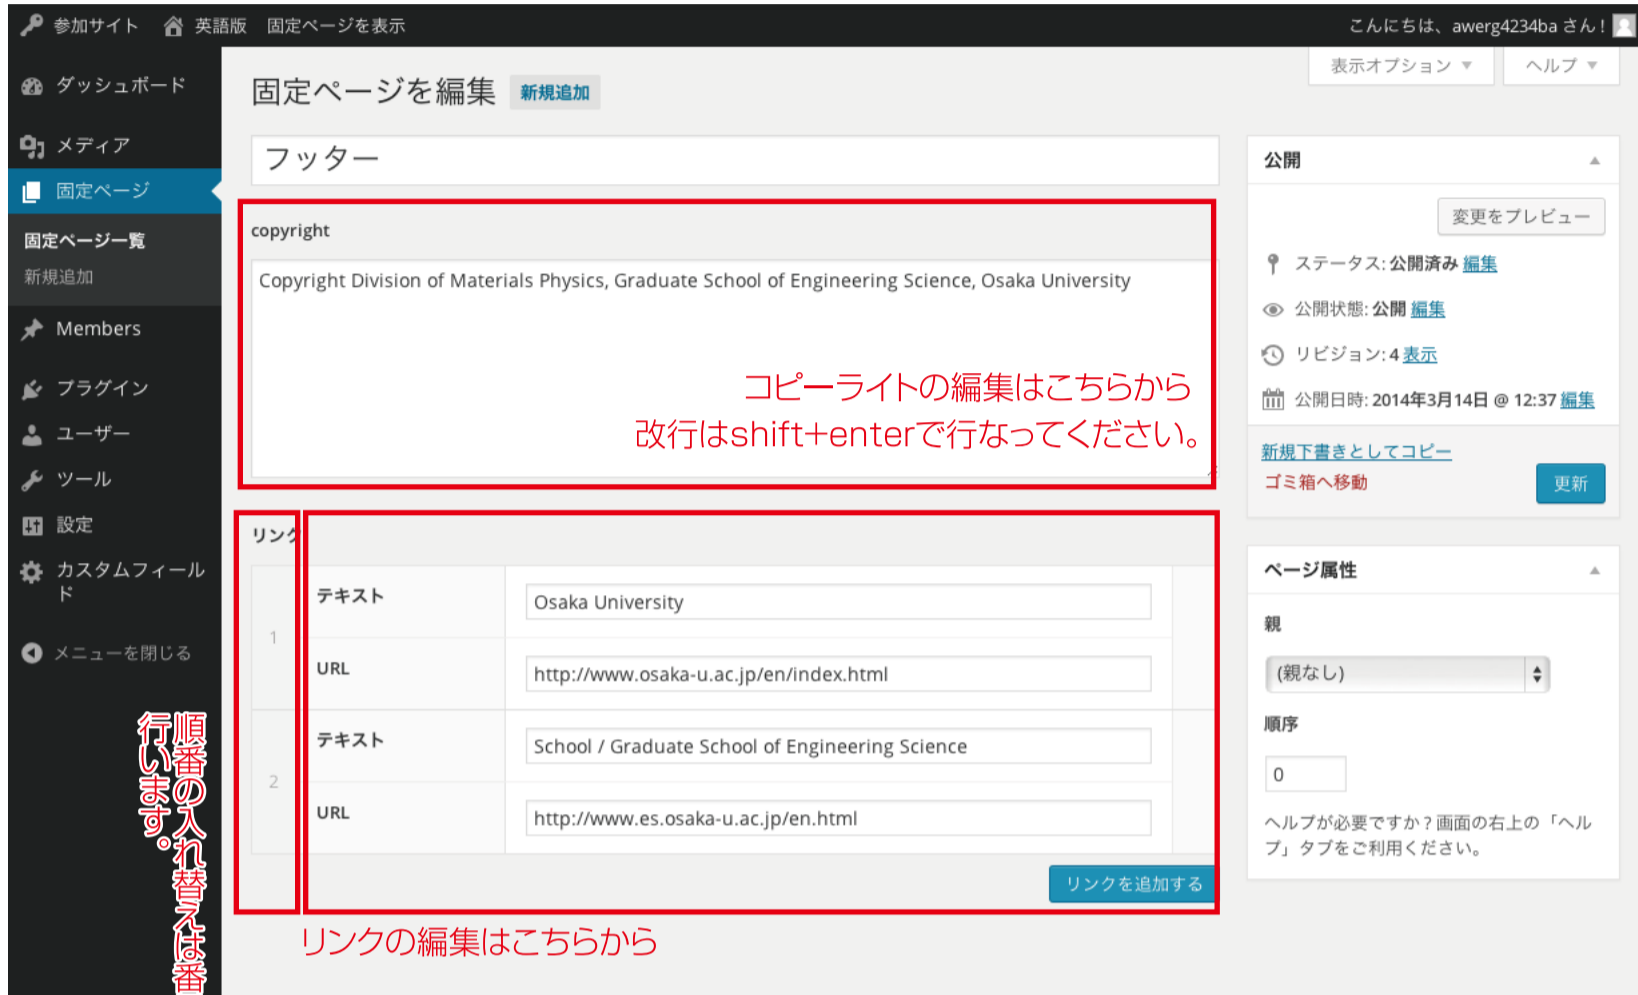 参加サイト 英語版 固定ページを表示 こんにちは、awerg4234ba さん !
表示オプション ヘルプ
ダッシュボード
メディア
固定ページ
固定ページ一覧
新規追加
Members
プラグイン
ユーザー
ツール
設定
カスタムフィール
ド
メニューを閉じる
順番の入れ替えは番
行います。
固定ページを編集 新規追加
フッター
copyright
Copyright Division of Materials Physics, Graduate School of Engineering Science, Osaka University
コピーライトの編集はこちらから
改行はshift+enterで行なってください。
リンク
1
テキスト Osaka University
URL http://www.osaka-u.ac.jp/en/index.html
2
テキスト School / Graduate School of Engineering Science
URL http://www.es.osaka-u.ac.jp/en.html
リンクを追加する
リンクの編集はこちらから
公開
変更をプレビュー
ステータス: 公開済み 編集
公開状態: 公開 編集
リビジョン: 4 表示
公開日時: 2014年3月14日 @ 12:37 編集
新規下書きとしてコピー
ゴミ箱へ移動
更新
ページ属性
親
(親なし)
順序
0
ヘルプが必要ですか ? 画面の右上の「ヘル
プ」タブをご利用ください。